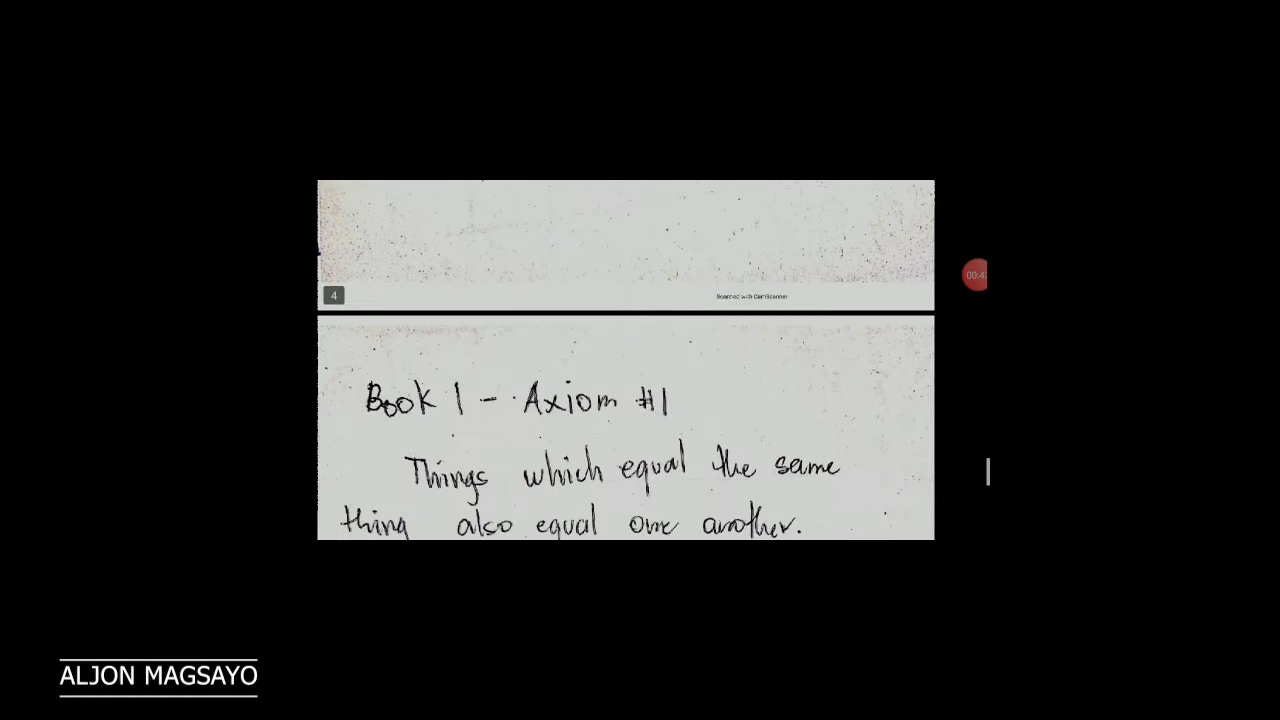 4
Scanned with CamScanner
Book 1 - Axiom #1
Things which equal the same
thing also equal one another.
ALJON MAGSAYO